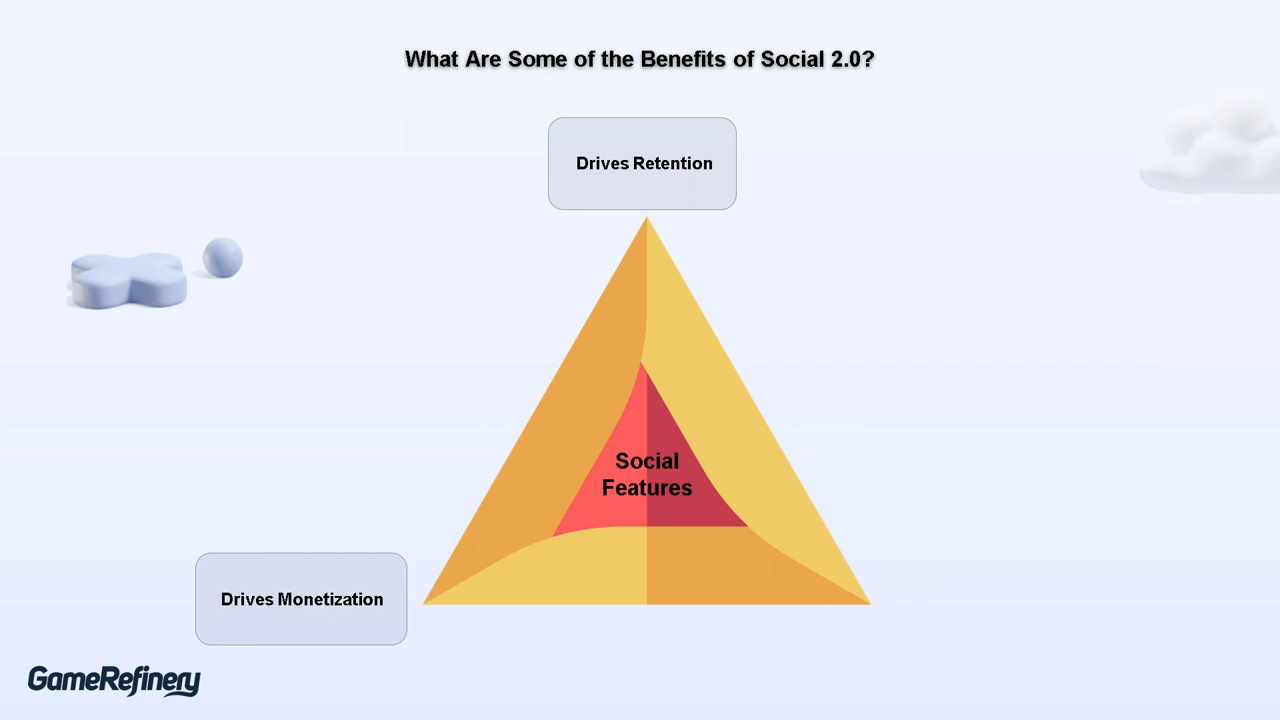 What Are Some of the Benefits of Social 2.0?
Drives Retention
Social
Features
Drives Monetization
GameRefinery